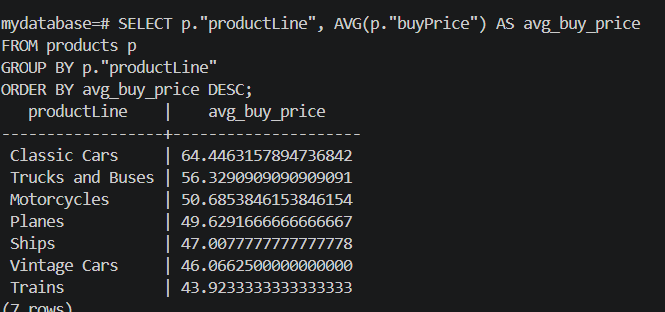 mydatabase=# SELECT p."productLine", AVG(p."buyPrice") AS avg_buy_price
FROM products p
GROUP BY p."productLine"
ORDER BY avg_buy_price DESC;
   productLine    |    avg_buy_price
------------------+---------------------
 Classic Cars     | 64.4463157894736842
 Trucks and Buses | 56.3290909090909091
 Motorcycles      | 50.6853846153846154
 Planes           | 49.6291666666666667
 Ships            | 47.0077777777777778
 Vintage Cars     | 46.0662500000000000
 Trains           | 43.9233333333333333
(7 rows)